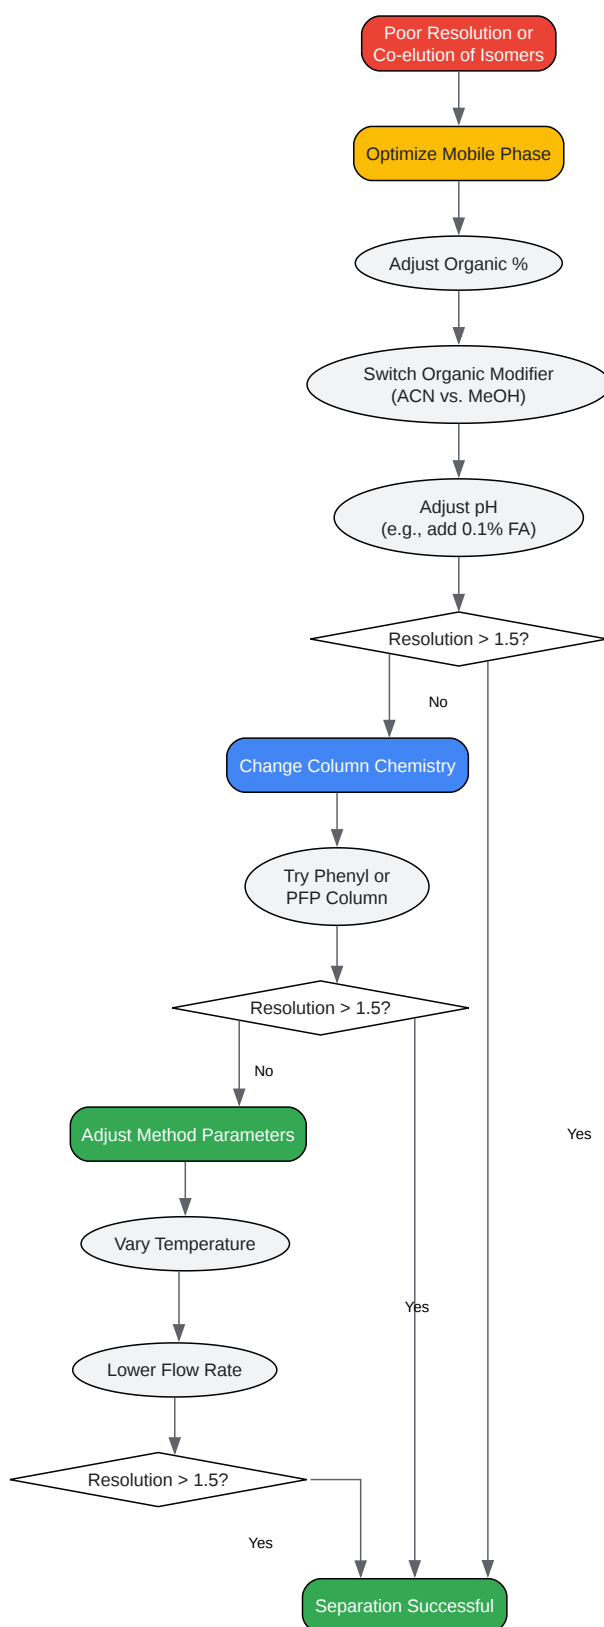 Poor Resolution or
Co-elution of Isomers
Optimize Mobile Phase
Adjust Organic %
Switch Organic Modifier
(ACN vs. MeOH)
Adjust pH
(e.g., add 0.1% FA)
Resolution > 1.5?
No
Change Column Chemistry
Try Phenyl or
PFP Column
Resolution > 1.5?
No
Adjust Method Parameters
Yes
Vary Temperature
Yes
Lower Flow Rate
Resolution > 1.5?
Yes
Separation Successful